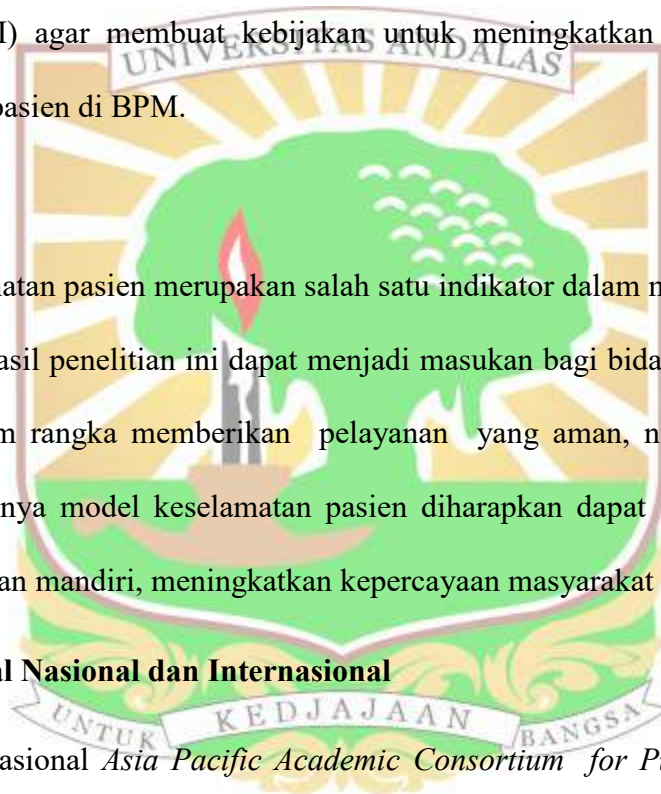 I) agar membuat kebijakan untuk meningkatkan
UNIVERSITAS ANDALAS
pasien di BPM.
atan pasien merupakan salah satu indikator dalam
asil penelitian ini dapat menjadi masukan bagi
rangka memberikan pelayanan yang aman,
nya model keselamatan pasien diharapkan dapat
an mandiri, meningkatkan kepercayaan masyarakat
al Nasional dan Internasional
UNTUK KEDJAJAAN BANGSA
asional Asia Pacific Academic Consortium for